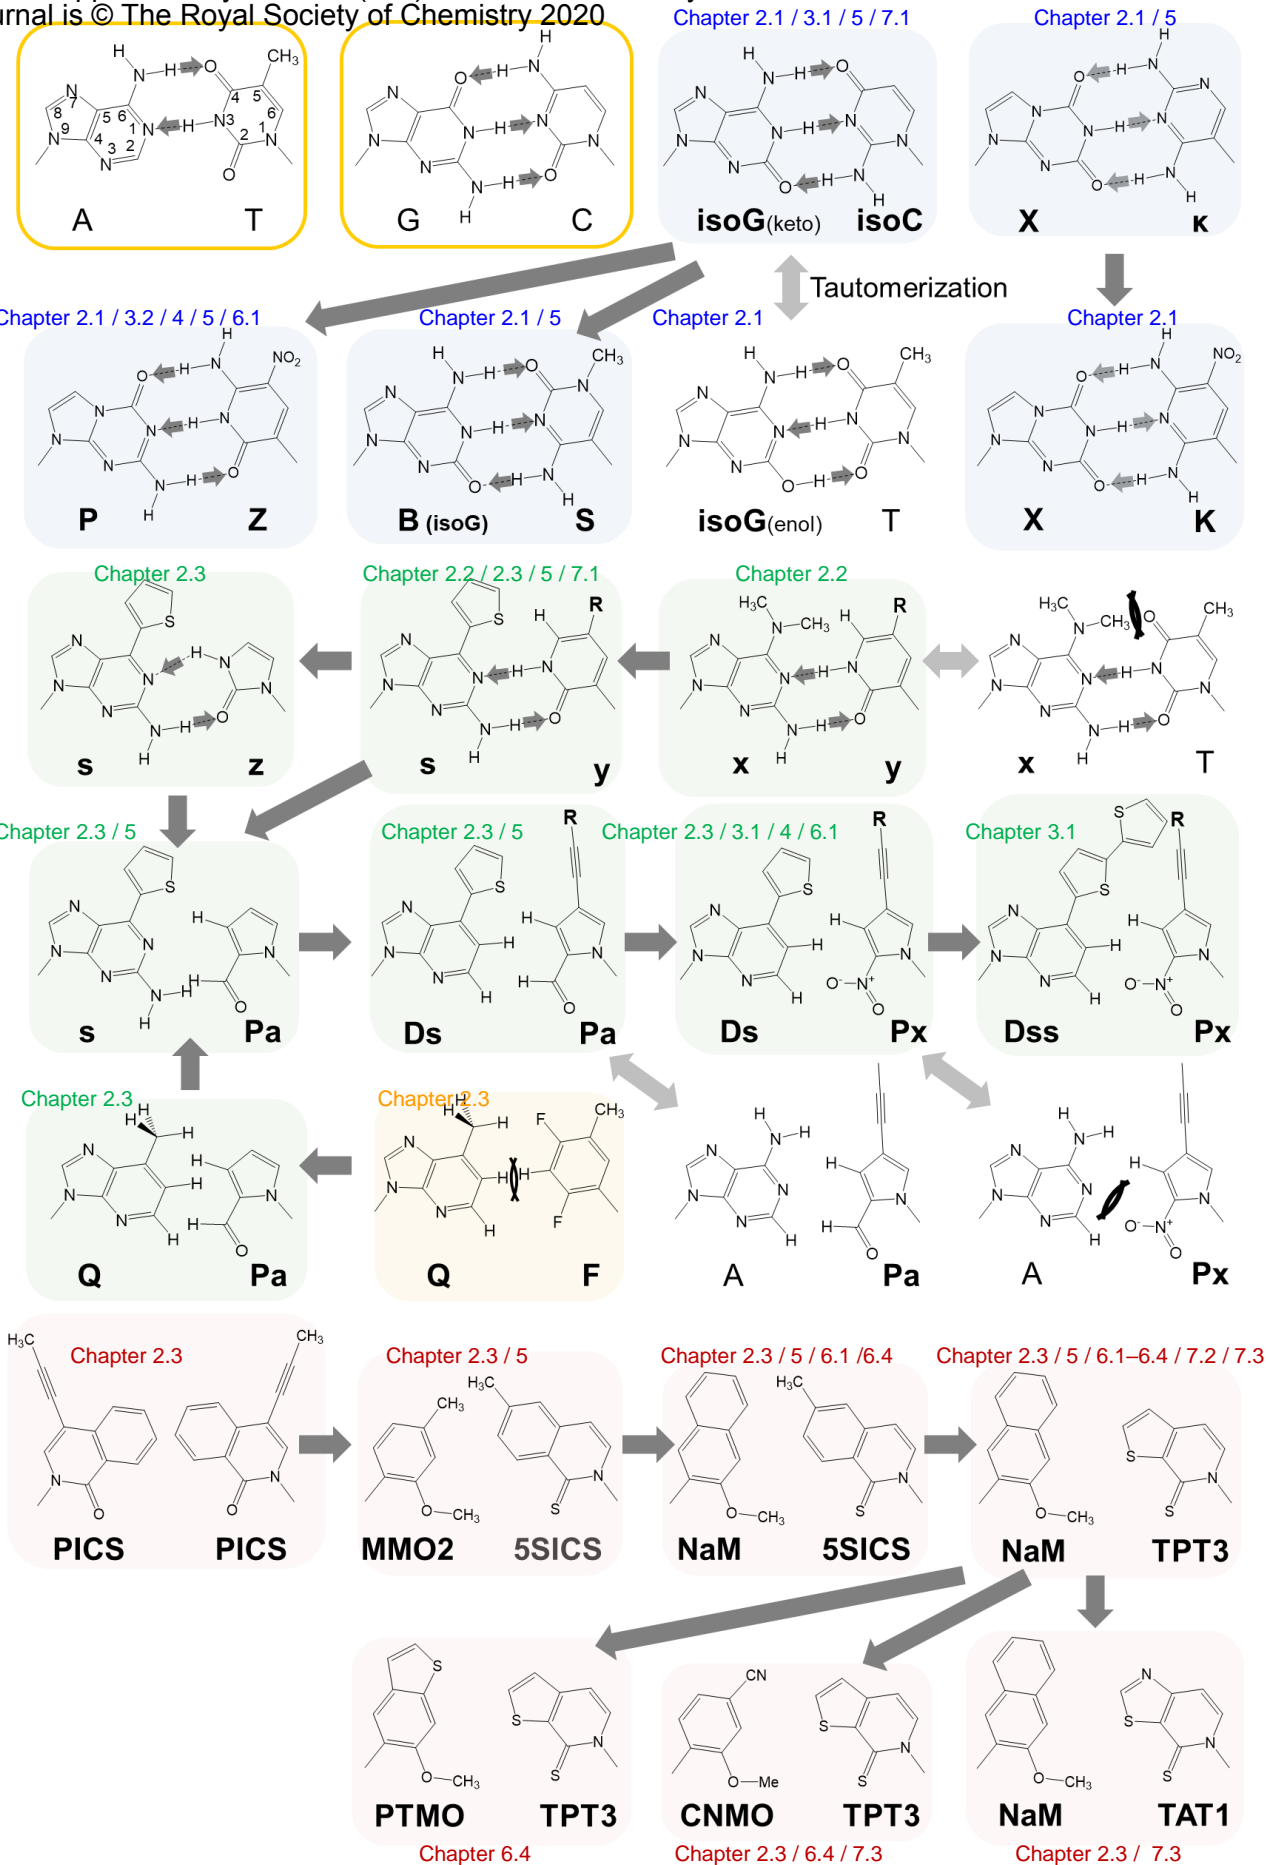 urnal is © The Royal Society of Chemistry 2020
Chapter 2.1 / 3.1 / 5 / 7.1
Chapter 2.1 / 5
A T
G C
isoG(keto) isoC
X κ
Tautomerization
Chapter 2.1 / 3.2 / 4 / 5 / 6.1
Chapter 2.1 / 5
Chapter 2.1
Chapter 2.1
P Z
B (isoG) S
isoG(enol) T
X K
Chapter 2.3
Chapter 2.2 / 2.3 / 5 / 7.1
Chapter 2.2
s z
s y
x y
x T
Chapter 2.3 / 5
Chapter 2.3 / 5
Chapter 2.3 / 3.1 / 4 / 6.1
Chapter 3.1
s Pa
Ds Pa
Ds Px
Dss Px
Chapter 2.3
Chapter 2.3
Q Pa
Q F
A Pa
A Px
Chapter 2.3
Chapter 2.3 / 5
Chapter 2.3 / 5 / 6.1 /6.4
Chapter 2.3 / 5 / 6.1–6.4 / 7.2 / 7.3
PICS PICS
MMO2 5SICS
NaM 5SICS
NaM TPT3
PTMO TPT3
CNMO TPT3
NaM TAT1
Chapter 6.4
Chapter 2.3 / 6.4 / 7.3
Chapter 2.3 / 7.3